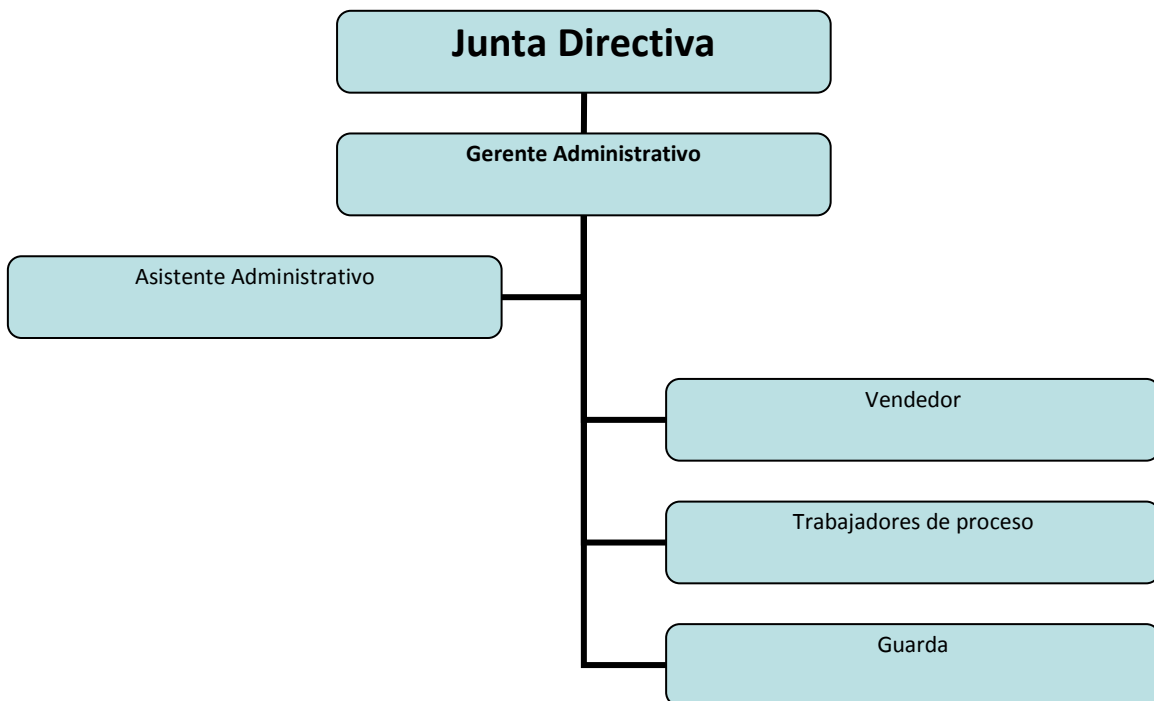 Junta Directiva
Gerente Administrativo
Asistente Administrativo
Vendedor
Trabajadores de proceso
Guarda